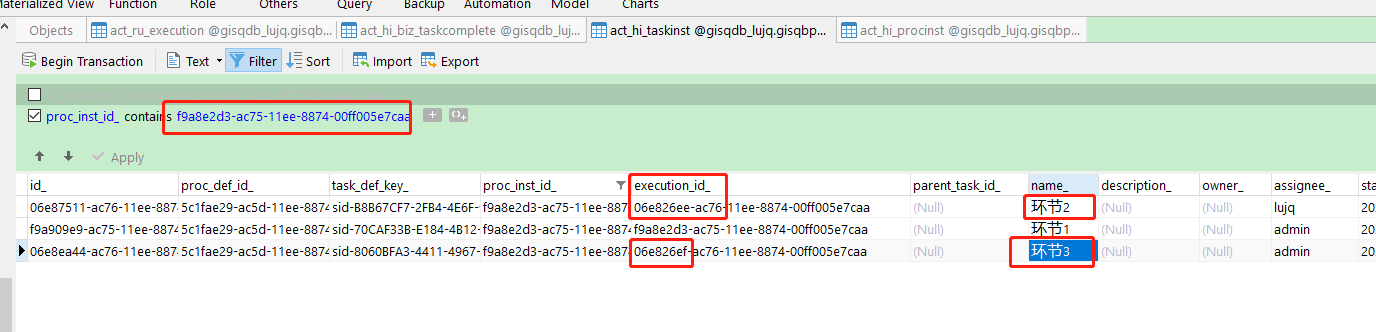 Materialized View Function Role Others Query Backup Automation Model Charts
Objects act_ru_execution @gisqdb_lujq.gisqb... act_hi_biz_taskcomplete @gisqdb_luj... act_hi_taskinst @gisqdb_lujq.gisqbp... act_hi_procinst @gisqdb_lujq.gisqbp...
Begin Transaction Text Filter Sort Import Export
proc_inst_id_ contains f9a8e2d3-ac75-11ee-8874-00ff005e7caa
Apply
id_ proc_def_id_ task_def_key_ proc_inst_id_ execution_id_ parent_task_id_ name_ description_ owner_ assignee_ sta
06e87511-ac76-11ee-8874 5c1fae29-ac5d-11ee-8874 sid-B8B67CF7-2FB4-4E6F- f9a8e2d3-ac75-11ee-887 06e826ee-ac76-11ee-8874-00ff005e7caa (Null) 环节2 (Null) (Null) lujq 20
f9a909e9-ac75-11ee-8874 5c1fae29-ac5d-11ee-8874 sid-70CAF33B-E184-4B12- f9a8e2d3-ac75-11ee-887 f9a8e2d3-ac75-11ee-8874-00ff005e7caa (Null) 环节1 (Null) (Null) admin 20
06e8ea44-ac76-11ee-8874 5c1fae29-ac5d-11ee-8874 sid-8060BFA3-4411-4967- f9a8e2d3-ac75-11ee-887 06e826ef-ac76-11ee-8874-00ff005e7caa (Null) 环节3 (Null) (Null) admin 20